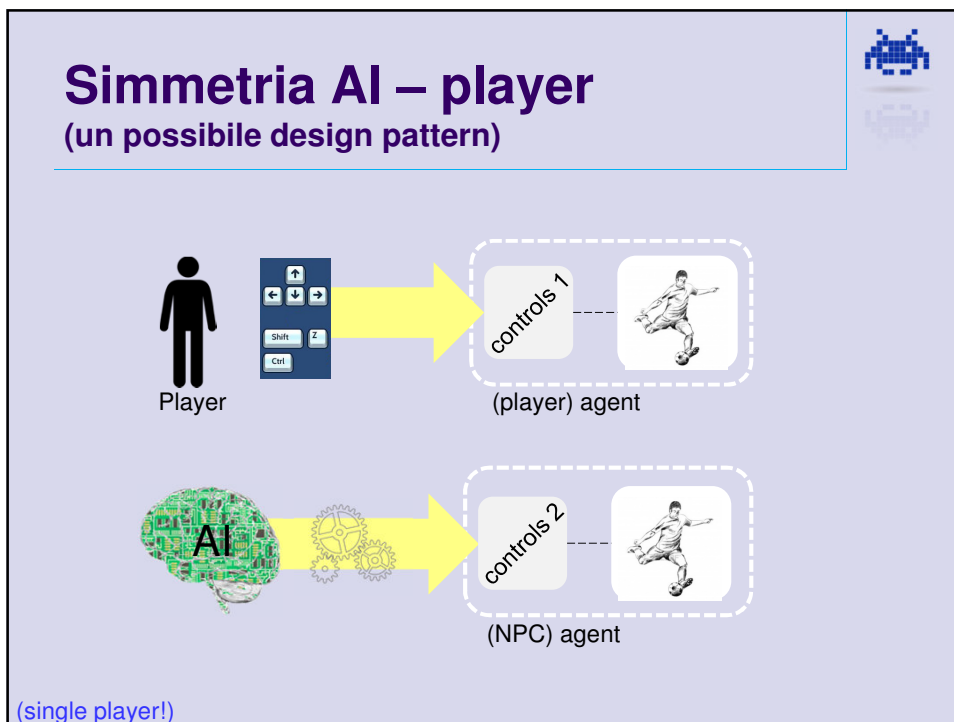 Simmetria AI – player
(un possibile design pattern)
Shift Z
Ctrl
controls 1
Player
(player) agent
AI
controls 2
(NPC) agent
(single player!)